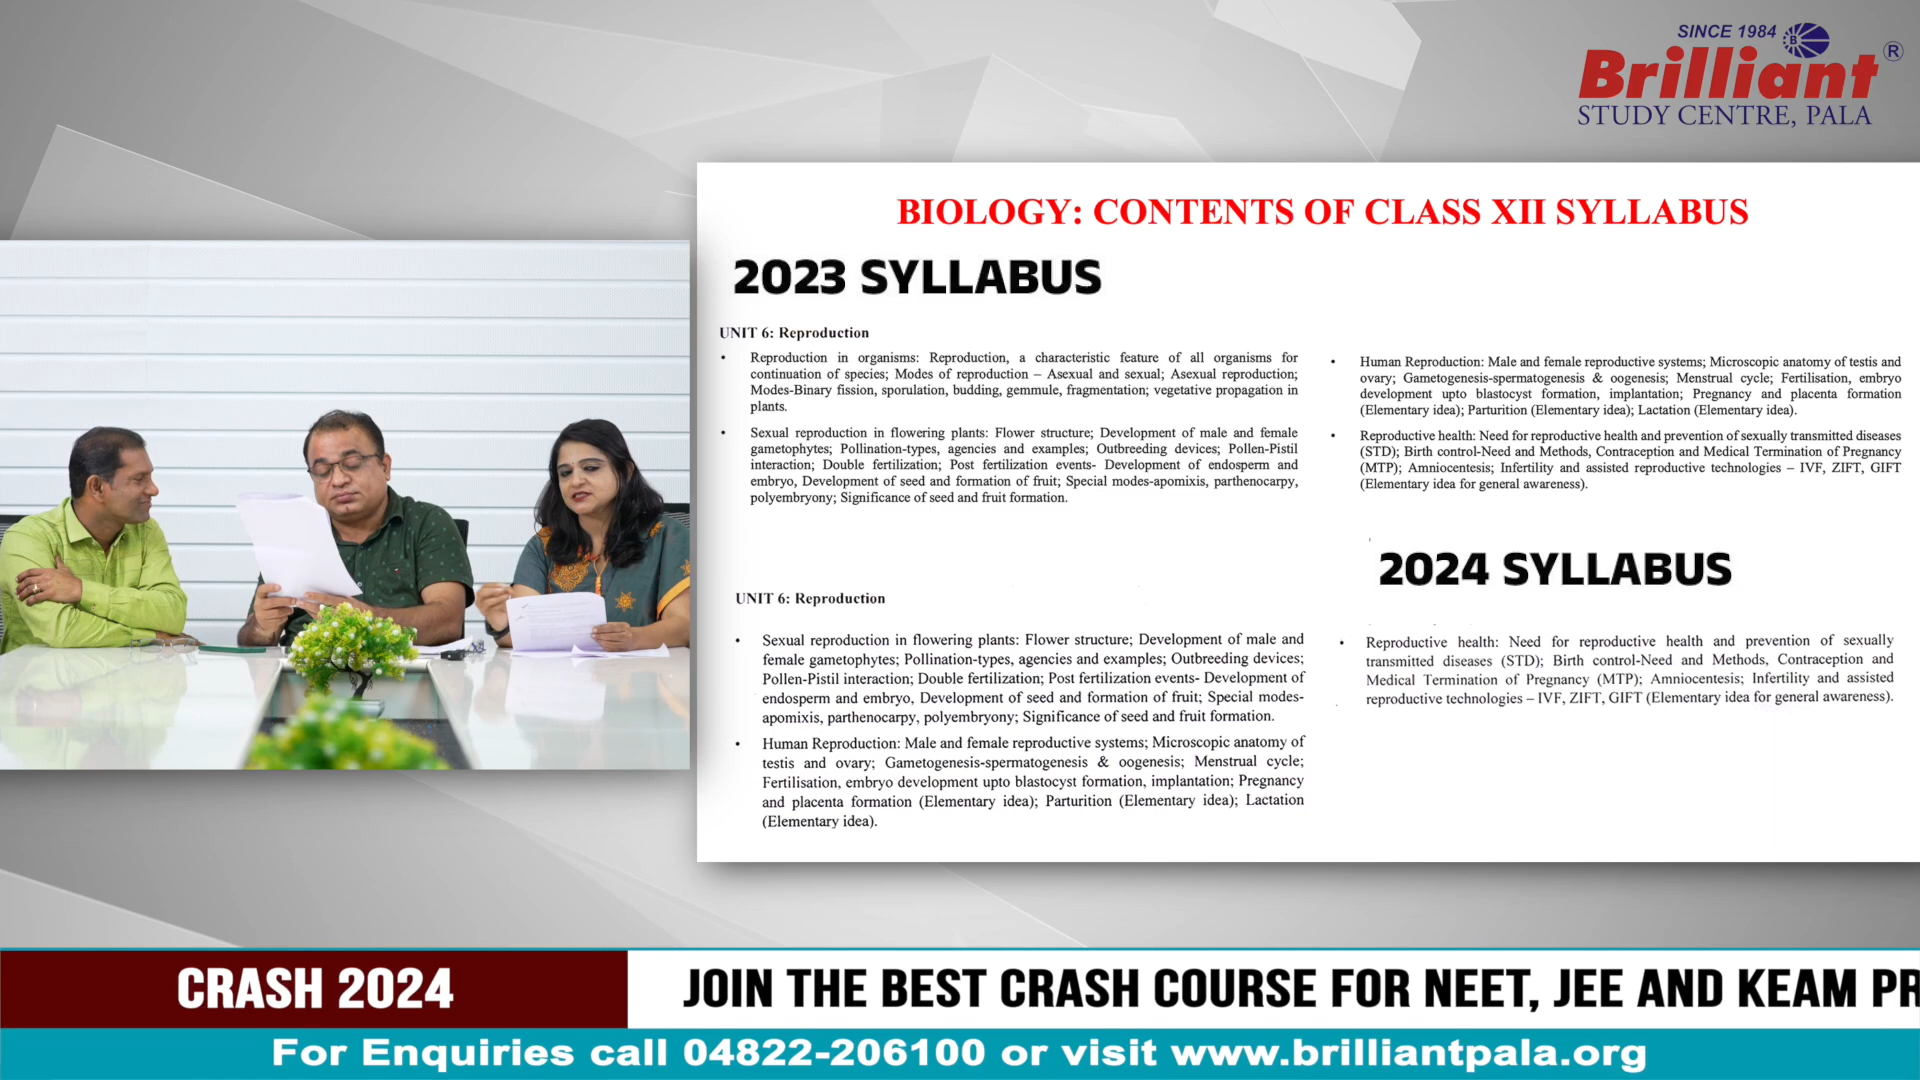 SINCE 1984
B
Brilliant ®
STUDY CENTRE, PALA
BIOLOGY: CONTENTS OF CLASS XII SYLLABUS
2023 SYLLABUS
UNIT 6: Reproduction
• Reproduction in organisms: Reproduction, a characteristic feature of all organisms for
continuation of species; Modes of reproduction – Asexual and sexual; Asexual reproduction;
Modes-Binary fission, sporulation, budding, gemmule, fragmentation; vegetative propagation in
plants.
• Sexual reproduction in flowering plants: Flower structure; Development of male and female
gametophytes; Pollination-types, agencies and examples; Outbreeding devices; Pollen-Pistil
interaction; Double fertilization; Post fertilization events- Development of endosperm and
embryo, Development of seed and formation of fruit; Special modes-apomixis, parthenocarpy,
polyembryony; Significance of seed and fruit formation.
• Human Reproduction: Male and female reproductive systems; Microscopic anatomy of testis and
ovary; Gametogenesis-spermatogenesis & oogenesis; Menstrual cycle; Fertilisation, embryo
development upto blastocyst formation, implantation; Pregnancy and placenta formation
(Elementary idea); Parturition (Elementary idea); Lactation (Elementary idea).
• Reproductive health: Need for reproductive health and prevention of sexually transmitted diseases
(STD); Birth control-Need and Methods, Contraception and Medical Termination of Pregnancy
(MTP); Amniocentesis; Infertility and assisted reproductive technologies – IVF, ZIFT, GIFT
(Elementary idea for general awareness).
2024 SYLLABUS
UNIT 6: Reproduction
• Sexual reproduction in flowering plants: Flower structure; Development of male and
female gametophytes; Pollination-types, agencies and examples; Outbreeding devices;
Pollen-Pistil interaction; Double fertilization; Post fertilization events- Development of
endosperm and embryo, Development of seed and formation of fruit; Special modes-
apomixis, parthenocarpy, polyembryony; Significance of seed and fruit formation.
• Human Reproduction: Male and female reproductive systems; Microscopic anatomy of
testis and ovary; Gametogenesis-spermatogenesis & oogenesis; Menstrual cycle;
Fertilisation, embryo development upto blastocyst formation, implantation; Pregnancy
and placenta formation (Elementary idea); Parturition (Elementary idea); Lactation
(Elementary idea).
• Reproductive health: Need for reproductive health and prevention of sexually
transmitted diseases (STD); Birth control-Need and Methods, Contraception and
Medical Termination of Pregnancy (MTP); Amniocentesis; Infertility and assisted
reproductive technologies – IVF, ZIFT, GIFT (Elementary idea for general awareness).
CRASH 2024
JOIN THE BEST CRASH COURSE FOR NEET, JEE AND KEAM PR
For Enquiries call 04822-206100 or visit www.brilliantpala.org